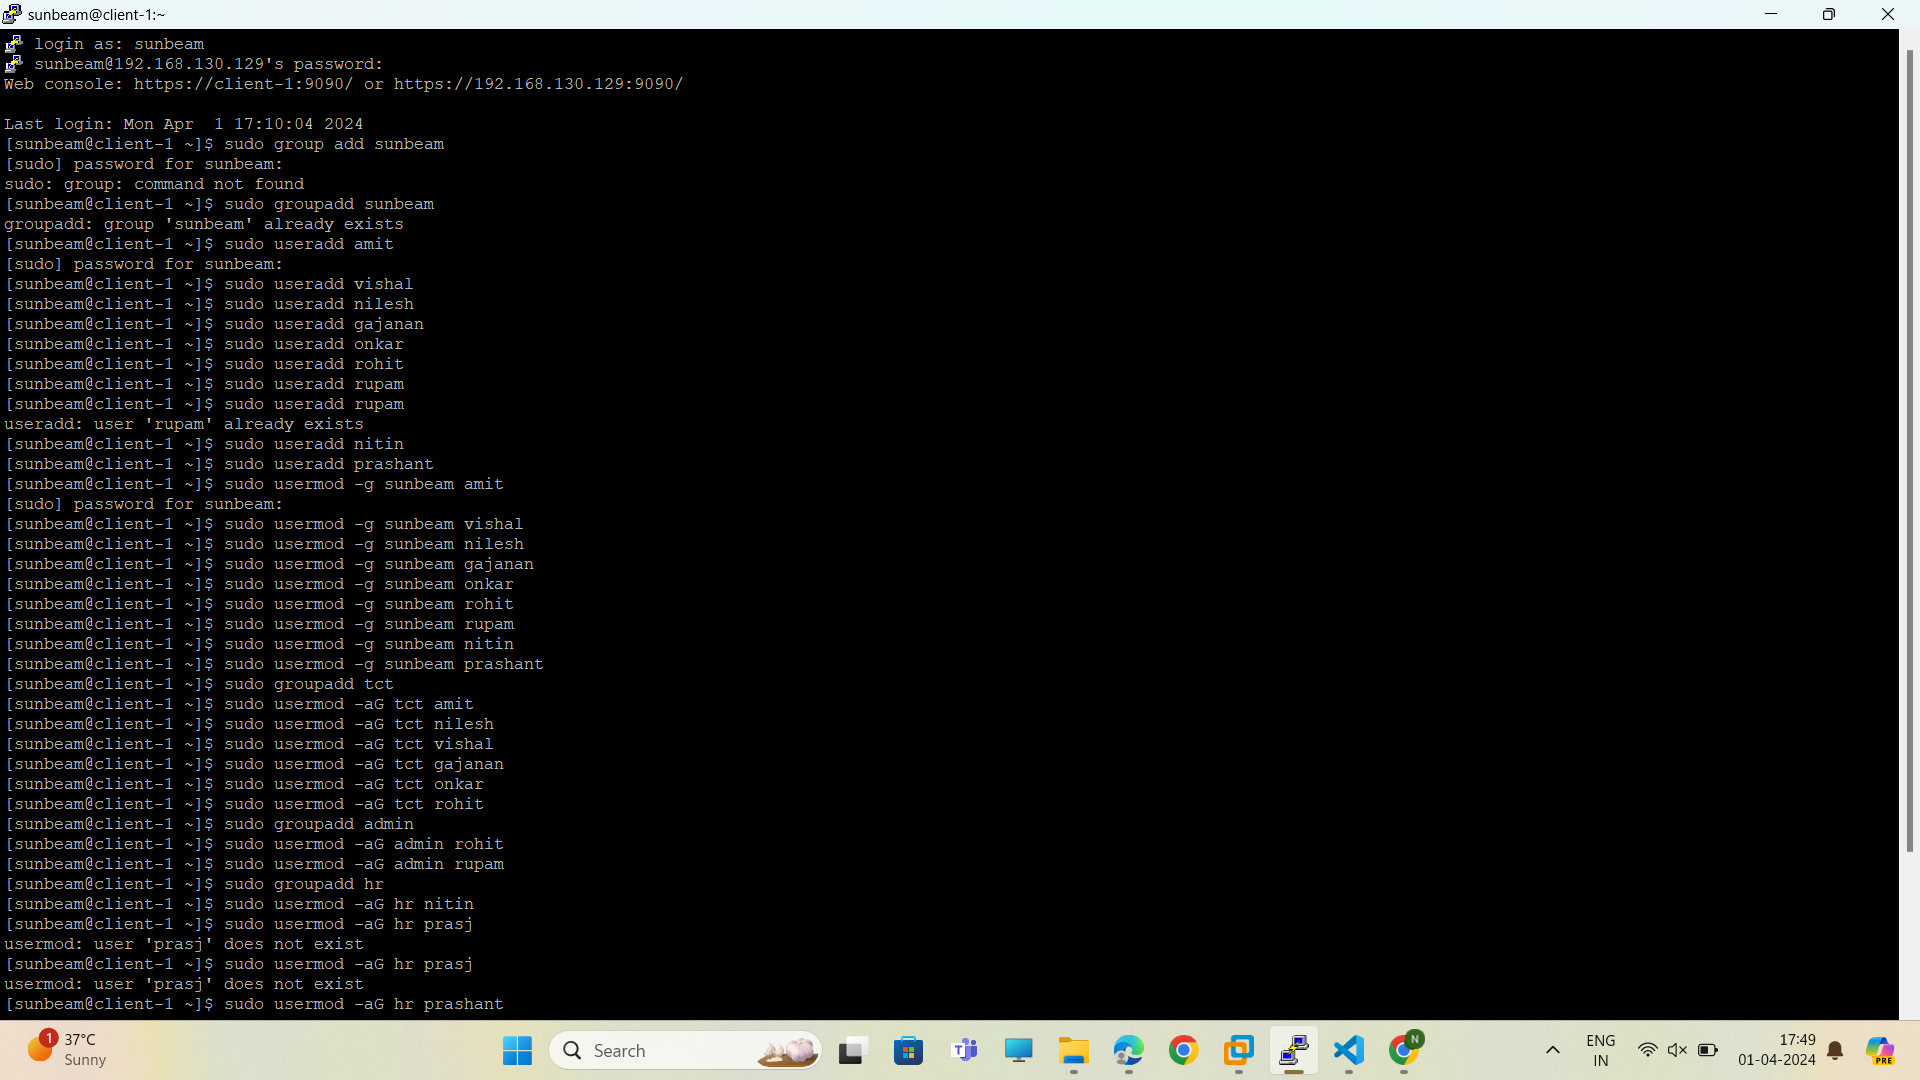 sunbeam@client-1:~
login as: sunbeam
sunbeam@192.168.130.129's password:
Web console: https://client-1:9090/ or https://192.168.130.129:9090/
Last login: Mon Apr  1 17:10:04 2024
[sunbeam@client-1 ~]$ sudo group add sunbeam
[sudo] password for sunbeam:
sudo: group: command not found
[sunbeam@client-1 ~]$ sudo groupadd sunbeam
groupadd: group 'sunbeam' already exists
[sunbeam@client-1 ~]$ sudo useradd amit
[sudo] password for sunbeam:
[sunbeam@client-1 ~]$ sudo useradd vishal
[sunbeam@client-1 ~]$ sudo useradd nilesh
[sunbeam@client-1 ~]$ sudo useradd gajanan
[sunbeam@client-1 ~]$ sudo useradd onkar
[sunbeam@client-1 ~]$ sudo useradd rohit
[sunbeam@client-1 ~]$ sudo useradd rupam
[sunbeam@client-1 ~]$ sudo useradd rupam
useradd: user 'rupam' already exists
[sunbeam@client-1 ~]$ sudo useradd nitin
[sunbeam@client-1 ~]$ sudo useradd prashant
[sunbeam@client-1 ~]$ sudo usermod -g sunbeam amit
[sudo] password for sunbeam:
[sunbeam@client-1 ~]$ sudo usermod -g sunbeam vishal
[sunbeam@client-1 ~]$ sudo usermod -g sunbeam nilesh
[sunbeam@client-1 ~]$ sudo usermod -g sunbeam gajanan
[sunbeam@client-1 ~]$ sudo usermod -g sunbeam onkar
[sunbeam@client-1 ~]$ sudo usermod -g sunbeam rohit
[sunbeam@client-1 ~]$ sudo usermod -g sunbeam rupam
[sunbeam@client-1 ~]$ sudo usermod -g sunbeam nitin
[sunbeam@client-1 ~]$ sudo usermod -g sunbeam prashant
[sunbeam@client-1 ~]$ sudo groupadd tct
[sunbeam@client-1 ~]$ sudo usermod -aG tct amit
[sunbeam@client-1 ~]$ sudo usermod -aG tct nilesh
[sunbeam@client-1 ~]$ sudo usermod -aG tct vishal
[sunbeam@client-1 ~]$ sudo usermod -aG tct gajanan
[sunbeam@client-1 ~]$ sudo usermod -aG tct onkar
[sunbeam@client-1 ~]$ sudo usermod -aG tct rohit
[sunbeam@client-1 ~]$ sudo groupadd admin
[sunbeam@client-1 ~]$ sudo usermod -aG admin rohit
[sunbeam@client-1 ~]$ sudo usermod -aG admin rupam
[sunbeam@client-1 ~]$ sudo groupadd hr
[sunbeam@client-1 ~]$ sudo usermod -aG hr nitin
[sunbeam@client-1 ~]$ sudo usermod -aG hr prasj
usermod: user 'prasj' does not exist
[sunbeam@client-1 ~]$ sudo usermod -aG hr prasj
usermod: user 'prasj' does not exist
[sunbeam@client-1 ~]$ sudo usermod -aG hr prashant
1
37°C
Sunny
Search
N
ENG
IN
17:49
01-04-2024
PRE